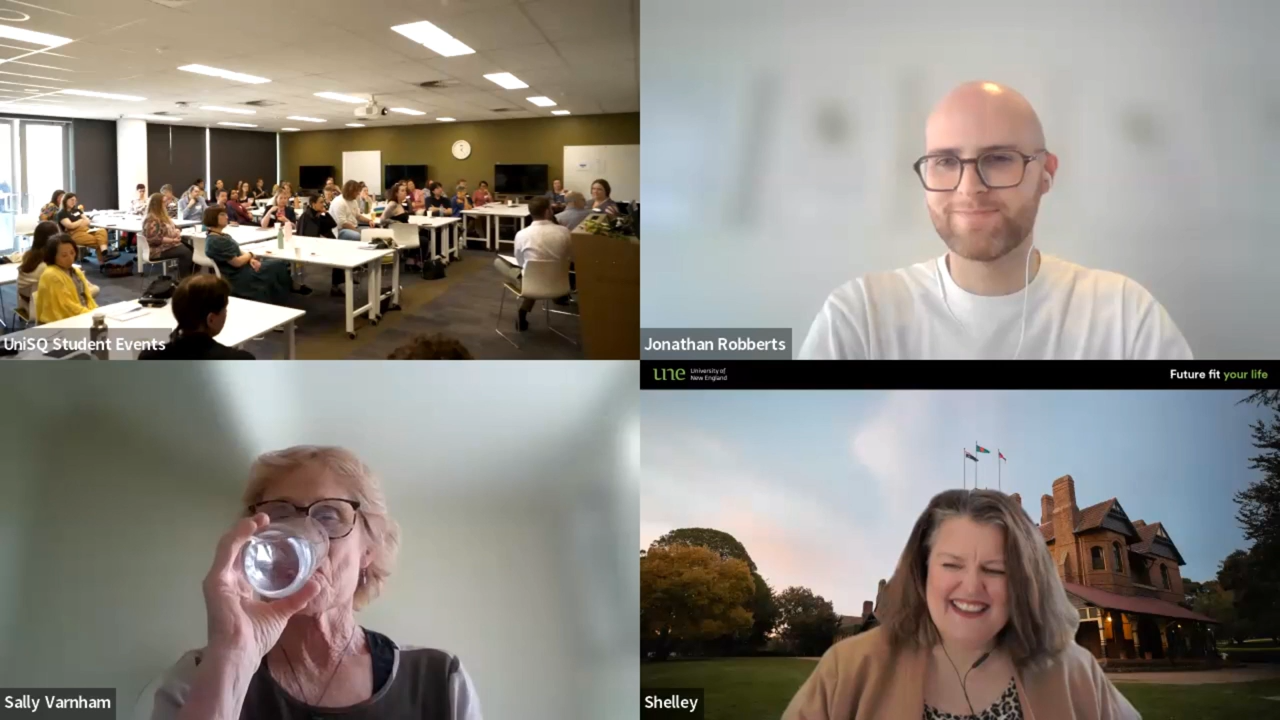 UniSQ Student Events
Jonathan Robberts
une University of
New England
Future fit your life
Sally Varnham
Shelley